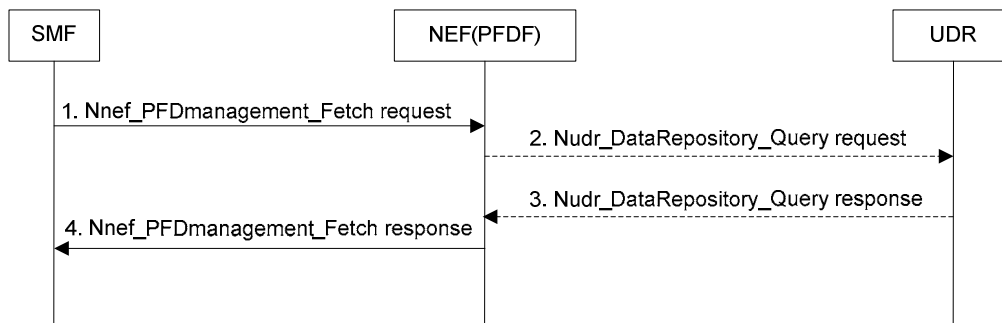 SMF
NEF(PFDF)
UDR
1. Nnef_PFDmanagement_Fetch request
2. Nudr_DataRepository_Query request
3. Nudr_DataRepository_Query response
4. Nnef_PFDmanagement_Fetch response